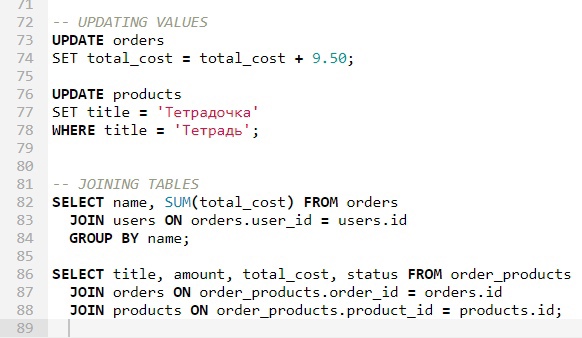 71
72 -- UPDATING VALUES
73 UPDATE orders
74 SET total_cost = total_cost + 9.50;
75
76 UPDATE products
77 SET title = 'Тетрадочка'
78 WHERE title = 'Тетрадь';
79
80
81 -- JOINING TABLES
82 SELECT name, SUM(total_cost) FROM orders
83 JOIN users ON orders.user_id = users.id
84 GROUP BY name;
85
86 SELECT title, amount, total_cost, status FROM order_products
87 JOIN orders ON order_products.order_id = orders.id
88 JOIN products ON order_products.product_id = products.id;
89